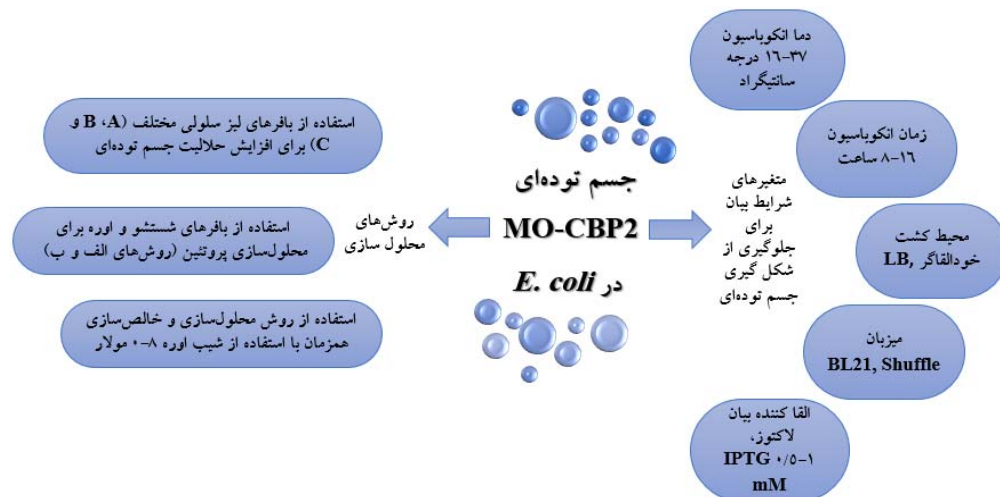 دما انکوباسیون
۱۶-۳۷ درجه
سانتیگراد
زمان انکوباسیون
۸-۱۶ ساعت
محیط کشت
خودالقاگر ,LB
میزبان
BL21, Shuffle
القا کننده بیان
لاکتوز،
IPTG ۰/۵-۱
mM
متغیرهای
شرایط بیان
برای
جلوگیری از
شکل گیری
جسم توده‌ای
جسم توده‌ای
MO-CBP2
در E. coli
روش‌های
محلول سازی
استفاده از بافرهای لیز سلولی مختلف (A، B و
C) برای افزایش حلالیت جسم توده‌ای
استفاده از بافرهای شستشو و اوره برای
محلول‌سازی پروتئین (روش‌های الف و ب)
استفاده از روش محلول‌سازی و خالص‌سازی
همزمان با استفاده از شیب اوره ۸-۰ مولار